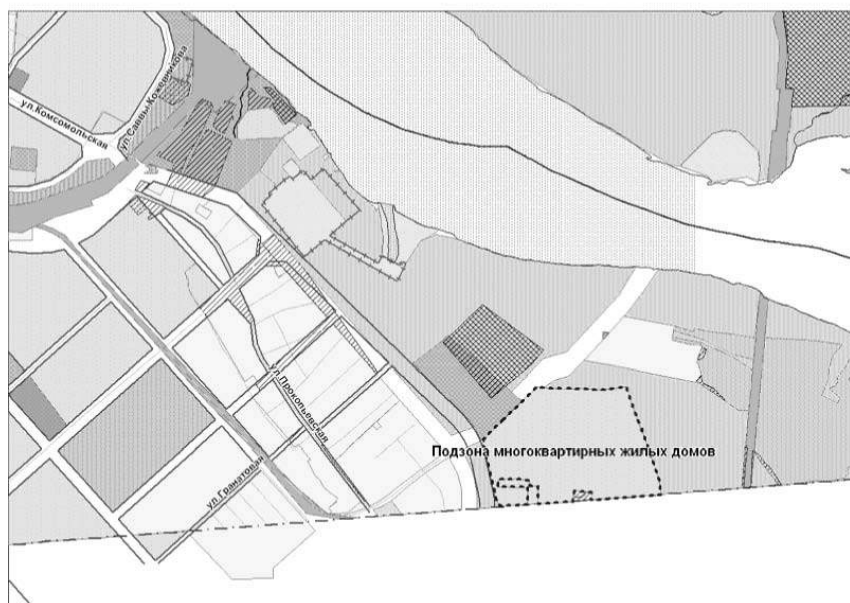 ул.Комсомольская
ул.Саввы Кожевникова
ул.Прокопьевская
Подзона многоквартирных жилых домов
ул.Гранатовая